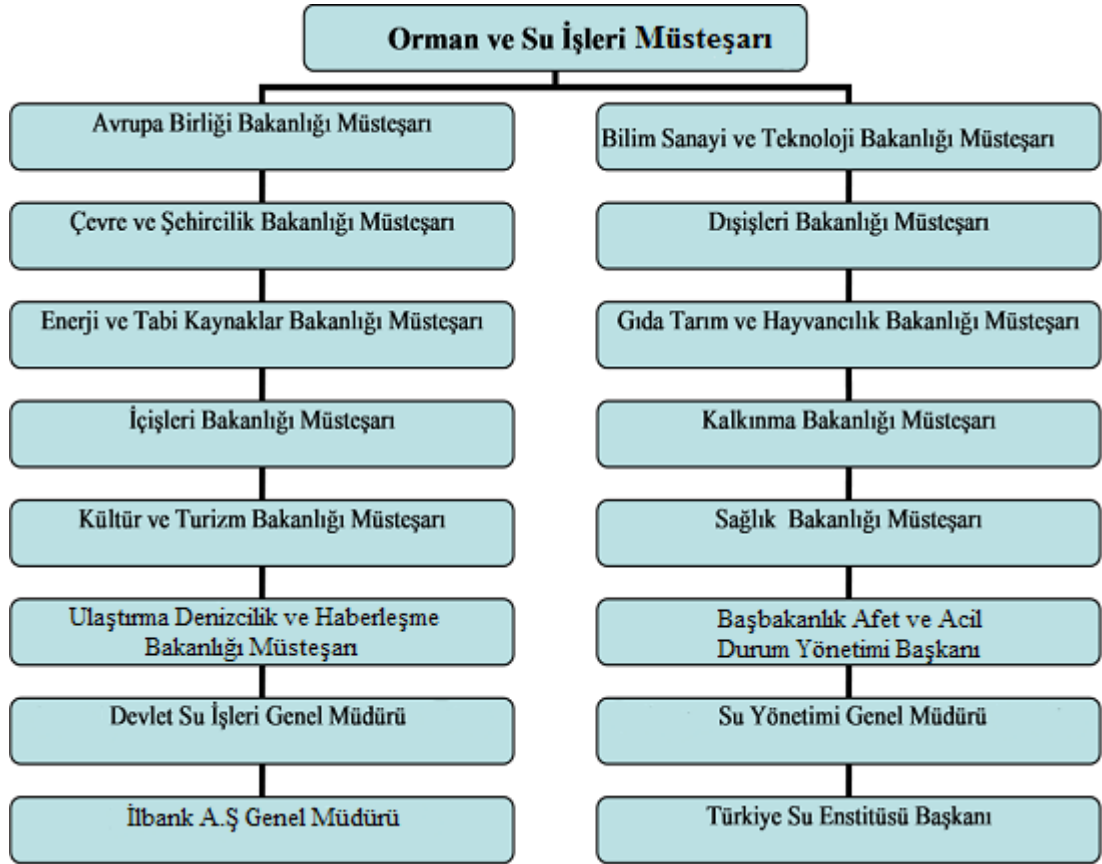 Orman ve Su İşleri Müsteşarı
Avrupa Birliği Bakanlığı Müsteşarı
Bilim Sanayi ve Teknoloji Bakanlığı Müsteşarı
Çevre ve Şehircilik Bakanlığı Müsteşarı
Dışişleri Bakanlığı Müsteşarı
Enerji ve Tabi Kaynaklar Bakanlığı Müsteşarı
Gıda Tarım ve Hayvancılık Bakanlığı Müsteşarı
İçişleri Bakanlığı Müsteşarı
Kalkınma Bakanlığı Müsteşarı
Kültür ve Turizm Bakanlığı Müsteşarı
Sağlık Bakanlığı Müsteşarı
Ulaştırma Denizcilik ve Haberleşme
Bakanlığı Müsteşarı
Başbakanlık Afet ve Acil
Durum Yönetimi Başkanı
Devlet Su İşleri Genel Müdürü
Su Yönetimi Genel Müdürü
İlbank A.Ş Genel Müdürü
Türkiye Su Enstitüsü Başkanı